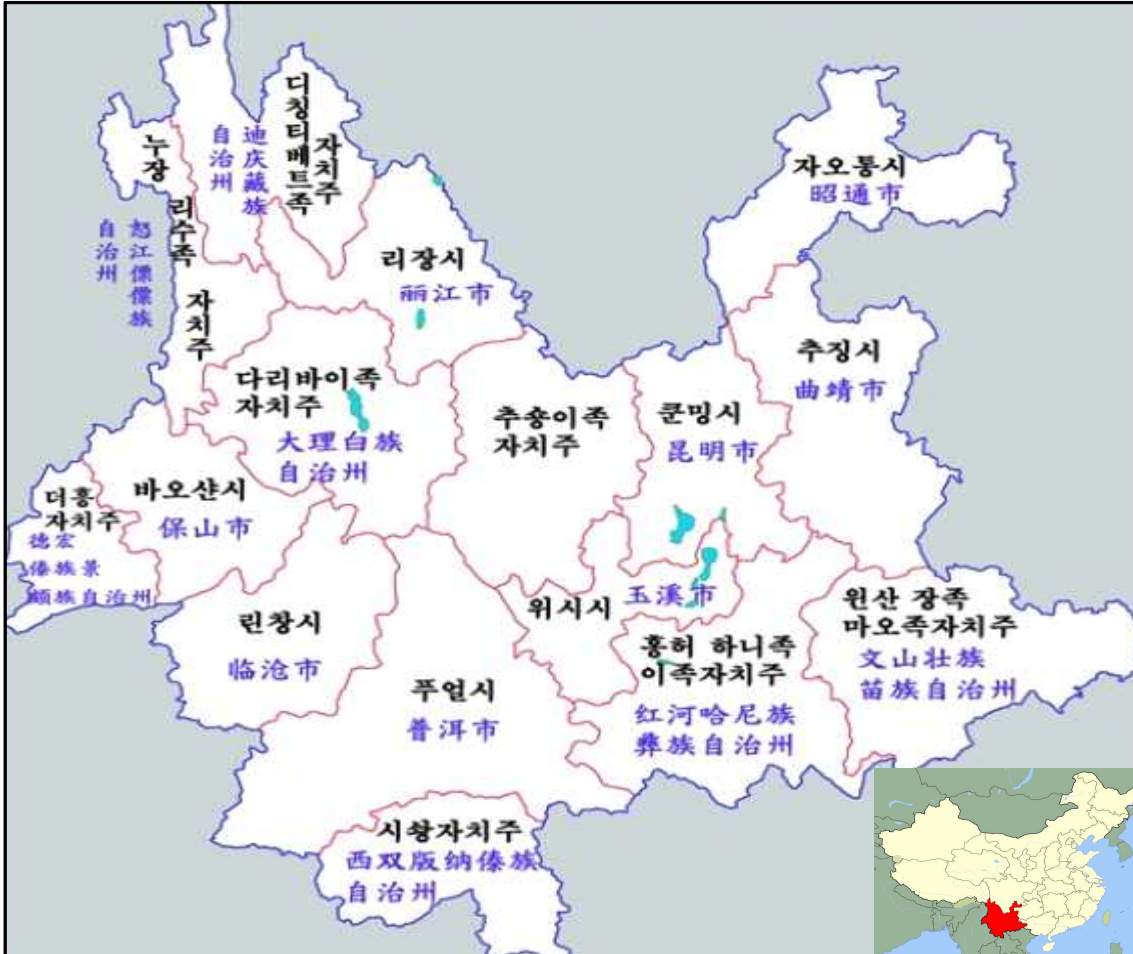 디칭티베트족
자치주
迪庆藏族
自治州
누장
리수족
자치주
怒江傈僳族
自治州
자오통시
昭通市
리장시
丽江市
추징시
曲靖市
다리바이족
자치주
大理白族
自治州
추숑이족
자치주
쿤밍시
昆明市
더흥
자치주
德宏
傣族景
颇族自治州
바오샨시
保山市
린창시
临沧市
위시시
玉溪市
윈산 장족
마오족자치주
文山壮族
苗族自治州
홍허 하니족
이족자치주
红河哈尼族
彝族自治州
푸얼시
普洱市
시솽자치주
西双版纳傣族
自治州